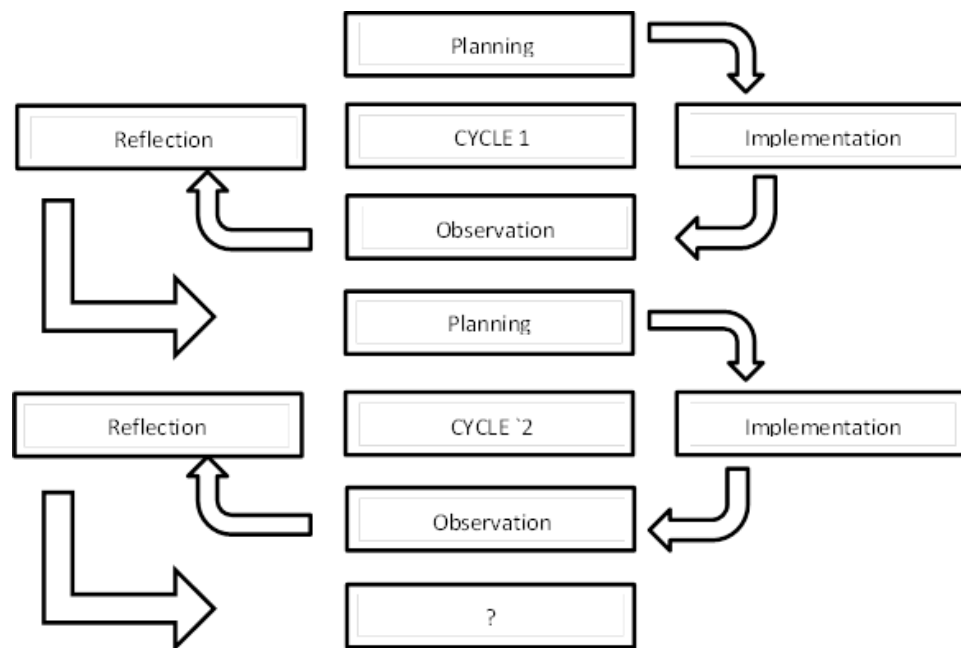 Planning
Reflection
CYCLE 1
Implementation
Observation
Planning
Reflection
CYCLE `2
Implementation
Observation
?